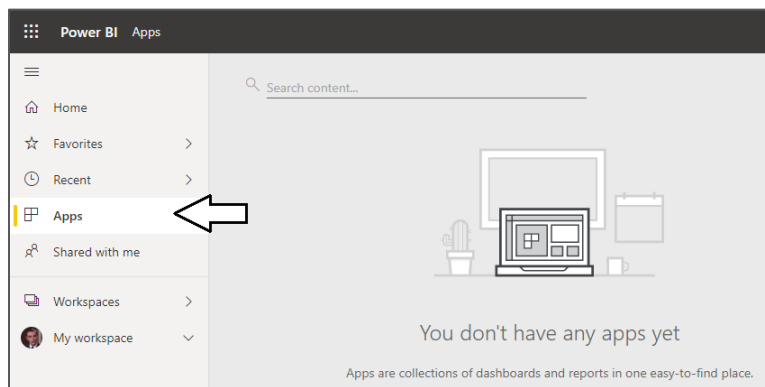 Power BI Apps
Search content...
Home
Favorites
Recent
Apps
Shared with me
Workspaces
My workspace
You don't have any apps yet
Apps are collections of dashboards and reports in one easy-to-find place.